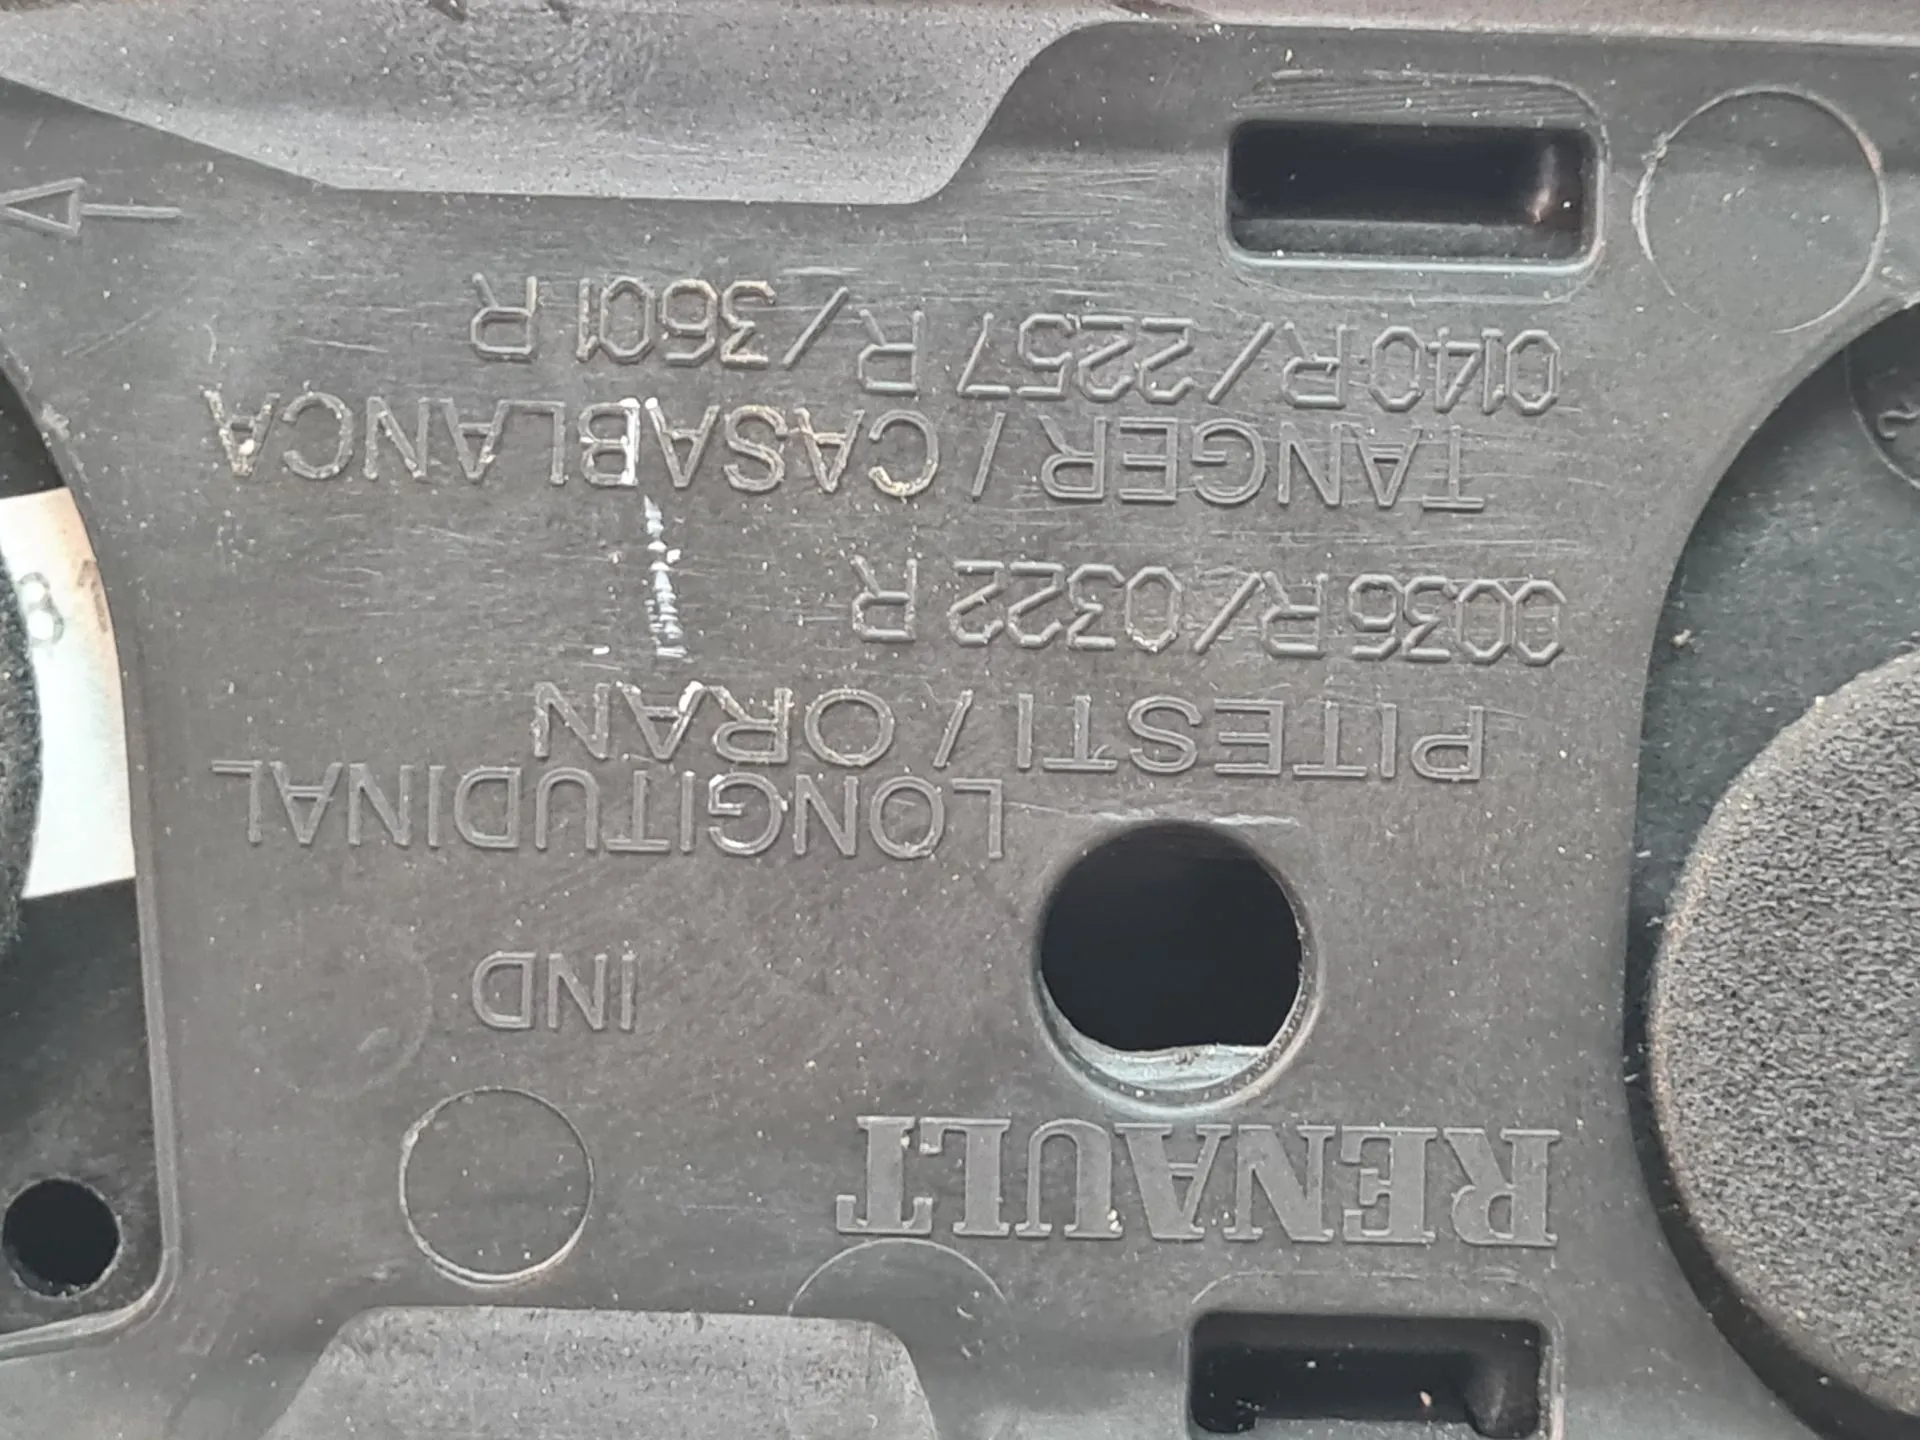 RENAULT
IND
LONGITUDINAL
PITESTI / ORAN
0036 R/ 0322 R
TANGER / CASABLANCA
0140 R / 2257 R / 3601 R